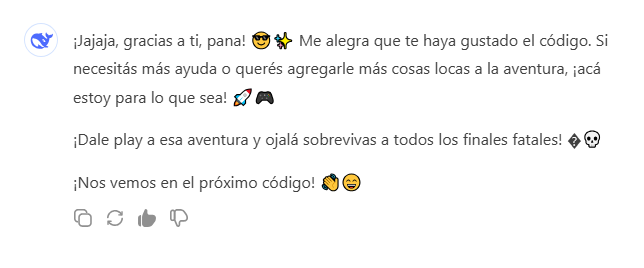 ¡Jajaja, gracias a ti, pana! 😎✨ Me alegra que te haya gustado el código. Si
necesitás más ayuda o querés agregarle más cosas locas a la aventura, ¡acá
estoy para lo que sea! 🚀🎮
¡Dale play a esa aventura y ojalá sobrevivas a todos los finales fatales! �💀
¡Nos vemos en el próximo código! 👏😄